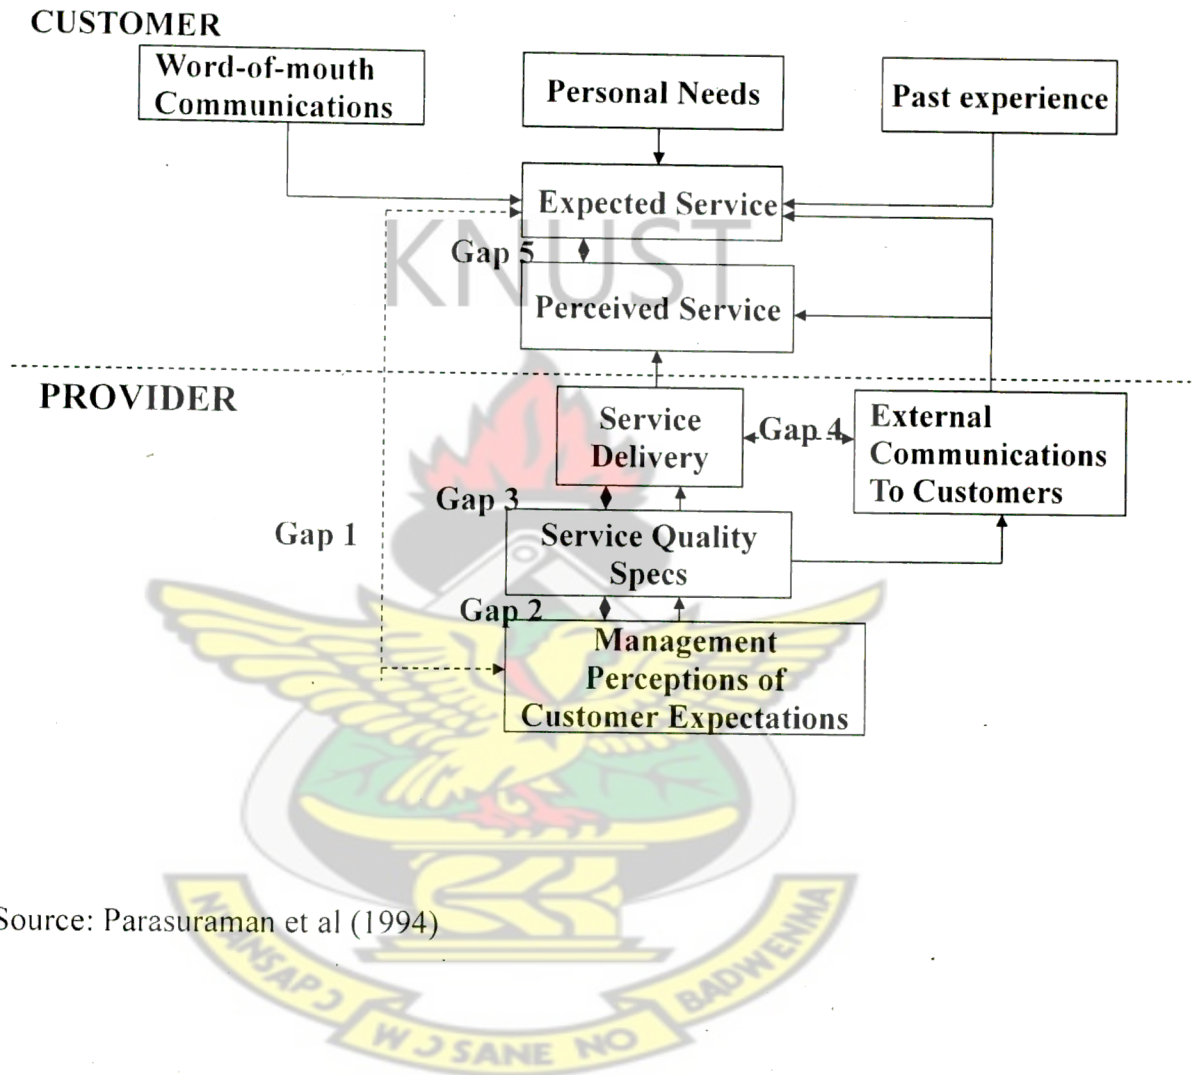 CUSTOMER
Word-of-mouth
Communications
Personal Needs
Past experience
Expected Service
KNUST
Gap 5
Perceived Service
PROVIDER
Service
Delivery
Gap 4
External
Communications
To Customers
Gap 3
Gap 1
Service Quality
Specs
Gap 2
Management
Perceptions of
Customer Expectations
Source: Parasuraman et al (1994)
NYANSAPƆ
WƆSANE NO
BADWENMA